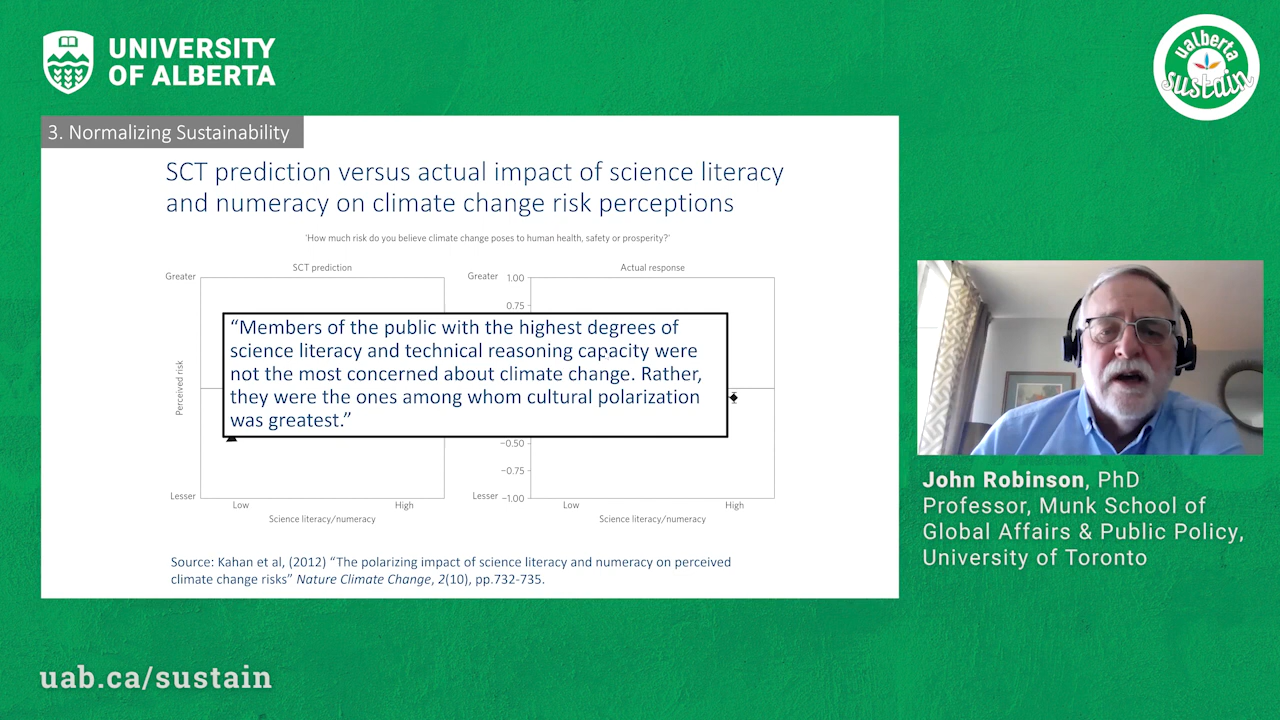 UNIVERSITY
OF ALBERTA
ualberta
sustain
3. Normalizing Sustainability
SCT prediction versus actual impact of science literacy
and numeracy on climate change risk perceptions
'How much risk do you believe climate change poses to human health, safety or prosperity?'
SCT prediction
Actual response
Greater
Greater 1.00
0.75
“Members of the public with the highest degrees of
science literacy and technical reasoning capacity were
not the most concerned about climate change. Rather,
they were the ones among whom cultural polarization
was greatest.”
Perceived risk
−0.50
−0.75
Lesser
Lesser −1.00
Low High
Low High
Science literacy/numeracy
Science literacy/numeracy
Source: Kahan et al, (2012) “The polarizing impact of science literacy and numeracy on perceived
climate change risks” Nature Climate Change, 2(10), pp.732-735.
John Robinson, PhD
Professor, Munk School of
Global Affairs & Public Policy,
University of Toronto
uab.ca/sustain